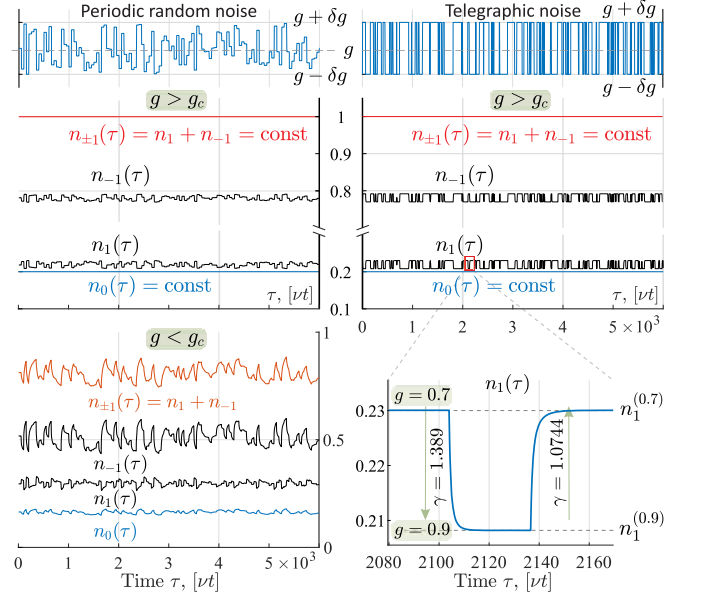 Periodic random noise
g + δg
g
g − δg
Telegraphic noise
g + δg
g − δg
g > g_c
n_{±1}(τ) = n_1 + n_{−1} = const
n_{−1}(τ)
n_1(τ)
n_0(τ) = const
τ, [νt]
0 1 2 3
1
0.9
0.8
0.2
0.1
g > g_c
n_{±1}(τ) = n_1 + n_{−1} = const
n_{−1}(τ)
n_1(τ)
n_0(τ) = const
τ, [νt]
0 1 2 3 5 ×10^3
g < g_c
1
n_{±1}(τ) = n_1 + n_{−1}
0.5
n_{−1}(τ)
n_1(τ)
n_0(τ)
0
0 1 2 3 5 ×10^3
Time τ, [νt]
n_1(τ)
g = 0.7
0.23
n_1^{(0.7)}
γ = 1.389
γ = 1.0744
0.22
0.21
g = 0.9
n_1^{(0.9)}
2080 2100 2120 2140 2160
Time τ, [νt]